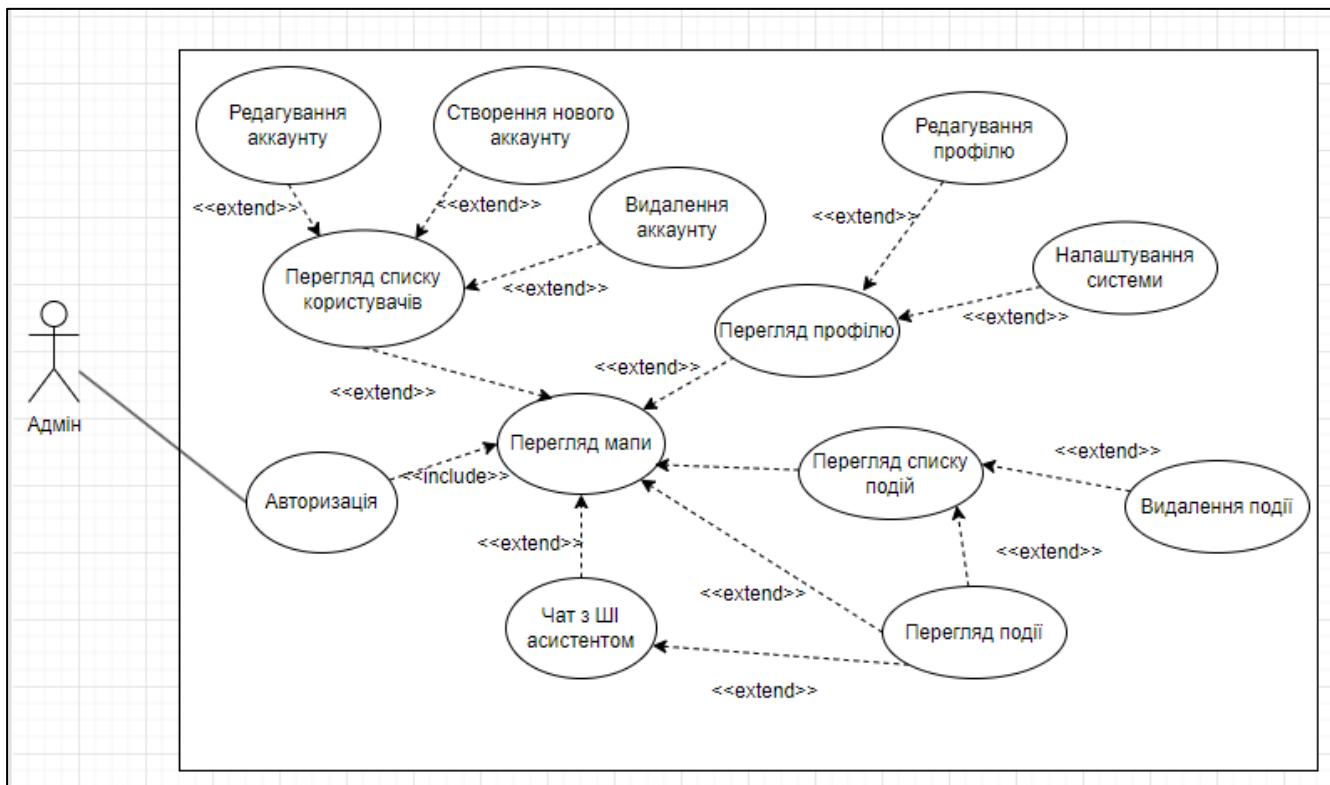 Редагування
аккаунту
Створення нового
аккаунту
Редагування
профілю
<<extend>>
<<extend>>
Видалення
аккаунту
<<extend>>
Перегляд списку
користувачів
<<extend>>
Налаштування
системи
<<extend>>
Перегляд профілю
<<extend>>
<<extend>>
Адмін
Перегляд мапи
Авторизація
<<include>>
Перегляд списку
подій
<<extend>>
Видалення події
<<extend>>
<<extend>>
<<extend>>
Чат з ШІ
асистентом
Перегляд події
<<extend>>